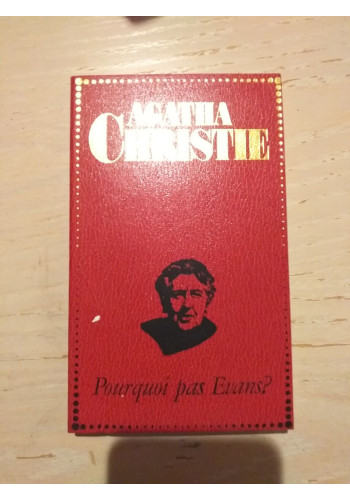 AGATHA
CHRISTIE
Pourquoi pas Evans?